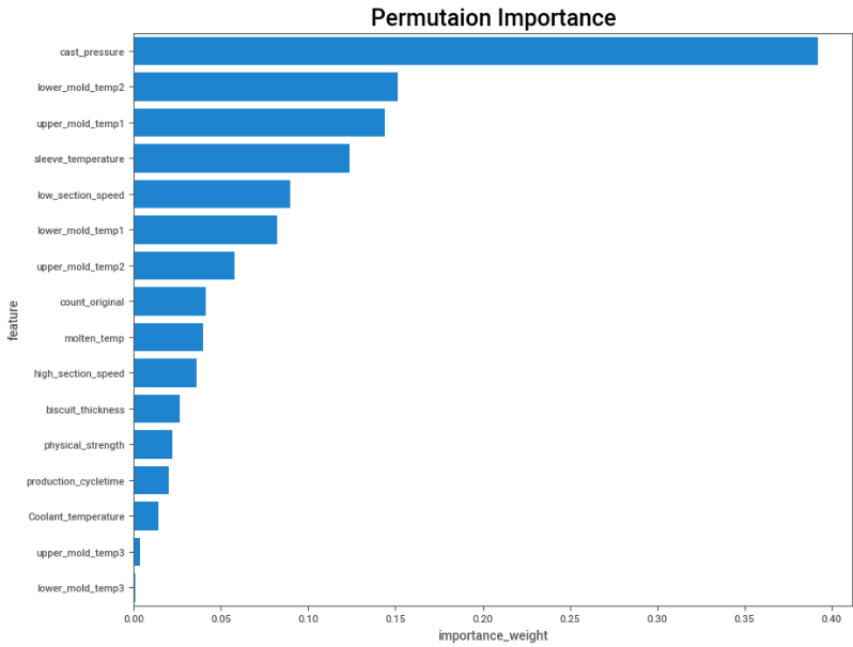 Permutaion Importance
cast_pressure
lower_mold_temp2
upper_mold_temp1
sleeve_temperature
low_section_speed
lower_mold_temp1
upper_mold_temp2
count_original
molten_temp
high_section_speed
biscuit_thickness
physical_strength
production_cycletime
Coolant_temperature
upper_mold_temp3
lower_mold_temp3
feature
0.00 0.05 0.10 0.15 0.20 0.25 0.30 0.35 0.40
importance_weight